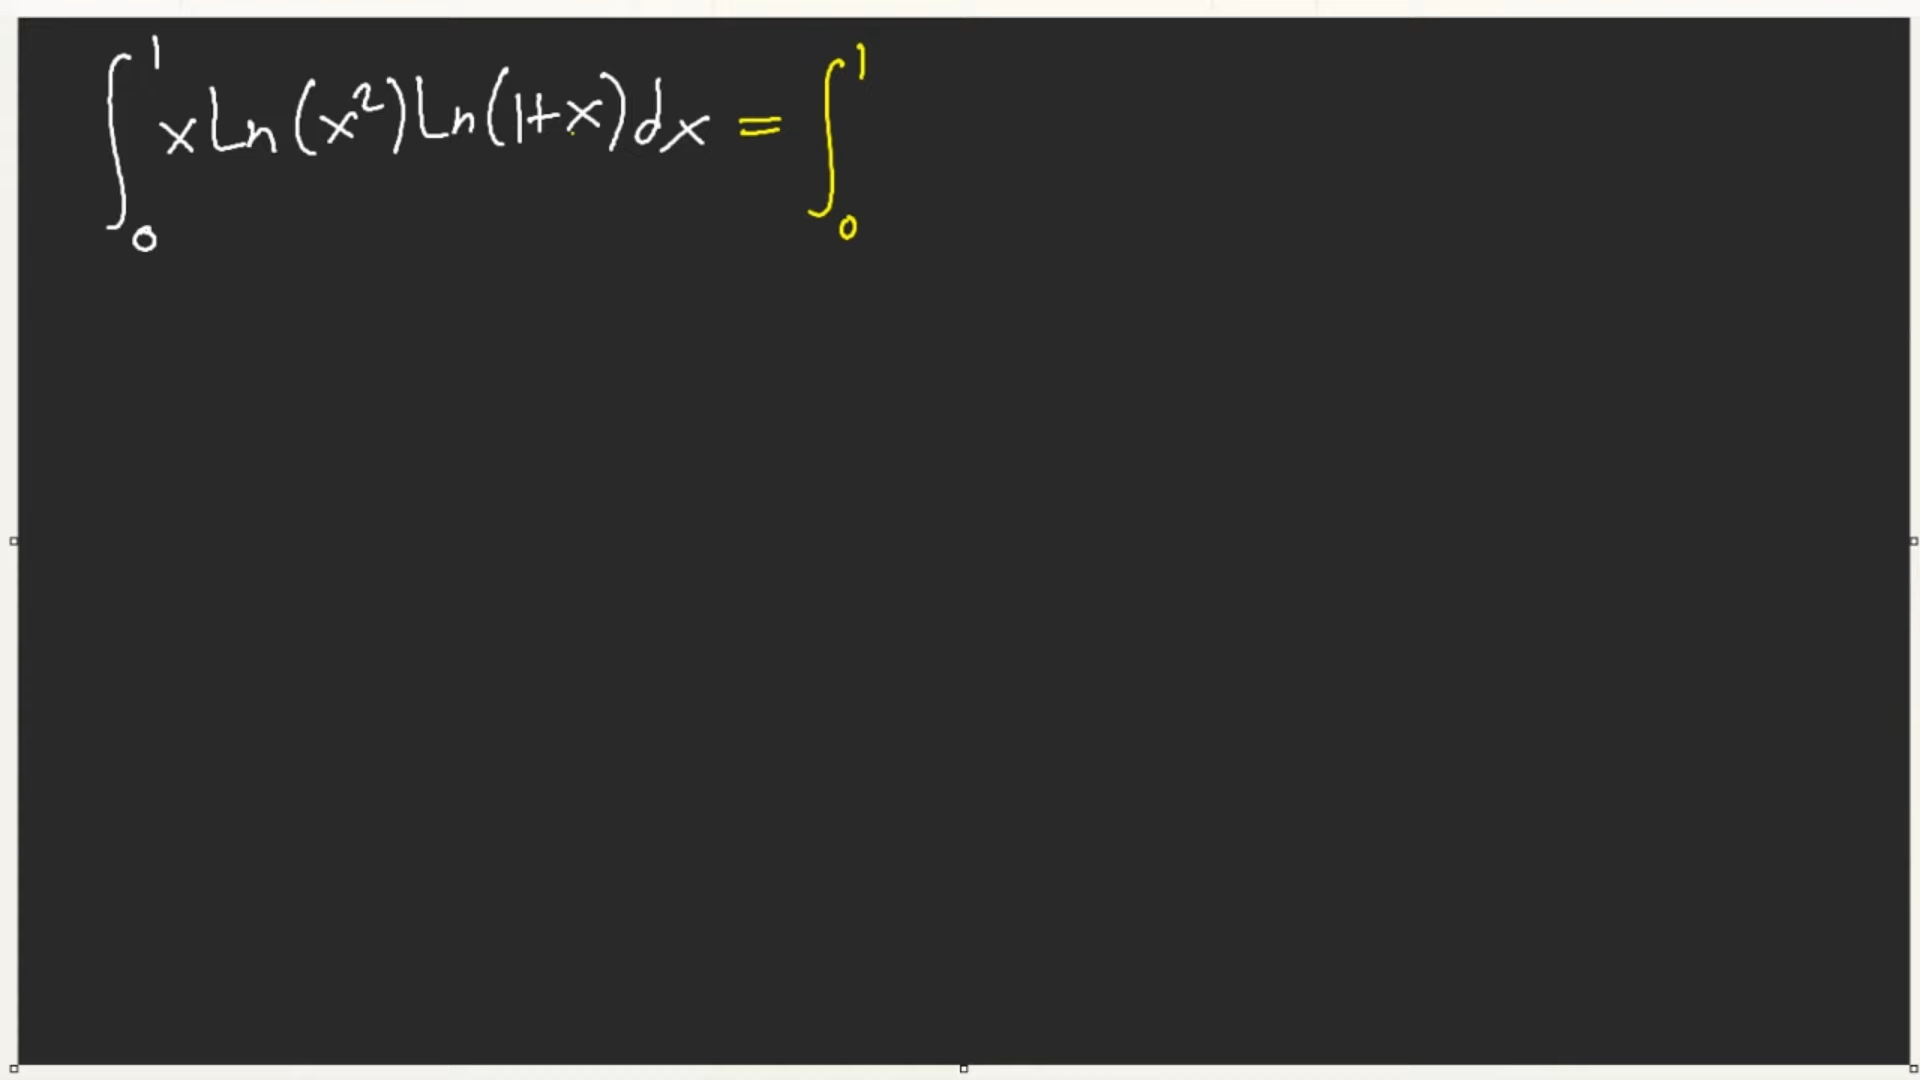 ∫₀¹ x Ln(x²) Ln(1+x) dx = ∫₀¹